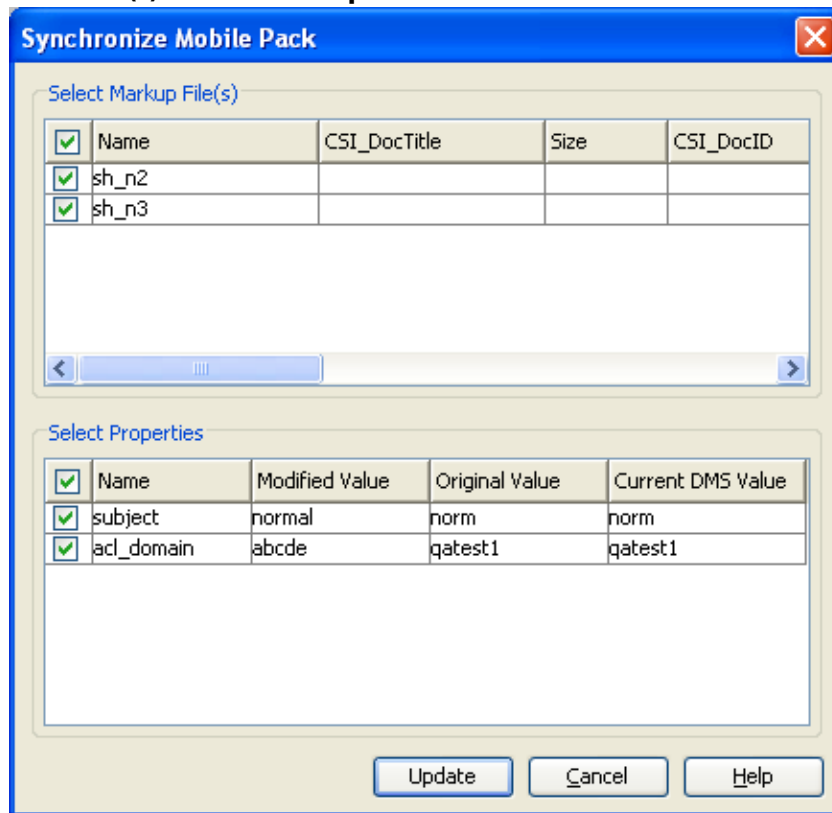 Synchronize Mobile Pack
Select Markup File(s)
Name CSI_DocTitle Size CSI_DocID
sh_n2
sh_n3
Select Properties
Name Modified Value Original Value Current DMS Value
subject normal norm norm
acl_domain abcde qatest1 qatest1
Update Cancel Help